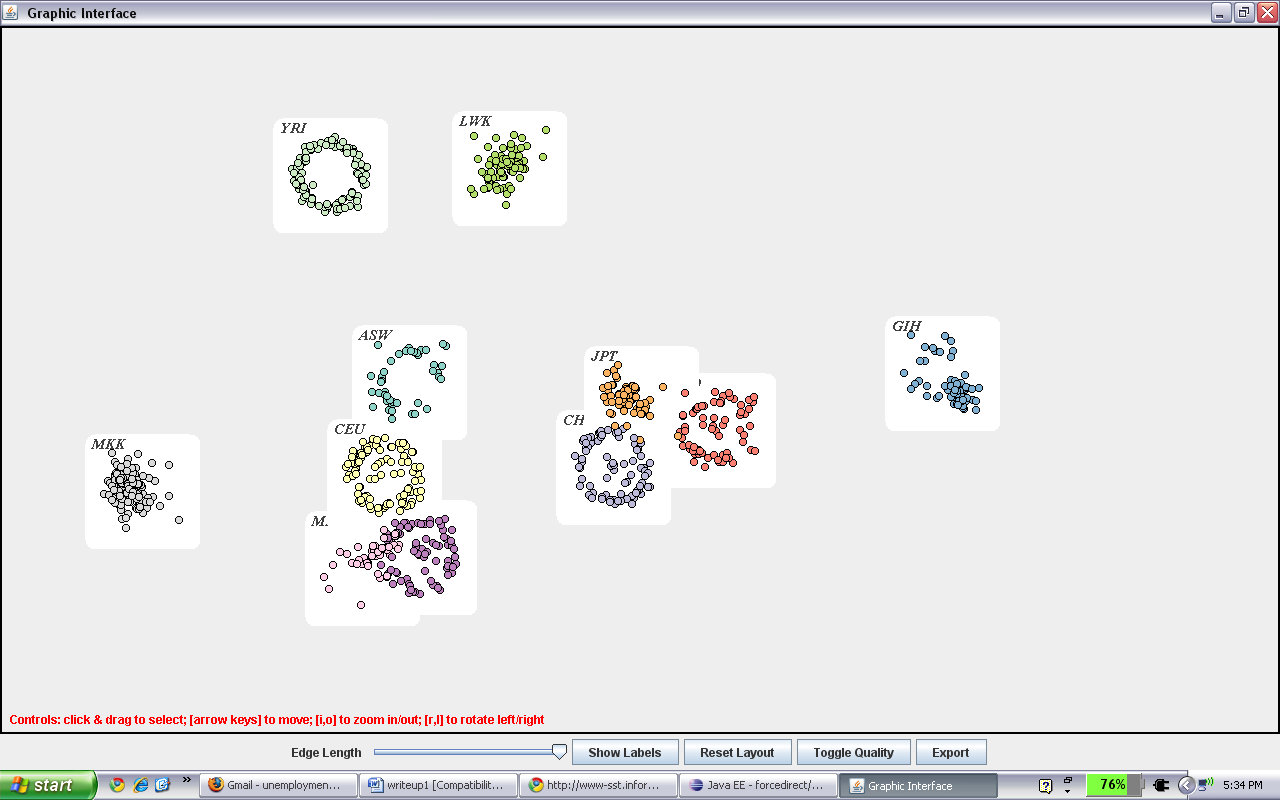 Graphic Interface
YRI
LWK
ASW
JPT
GIH
CH
CEU
MKK
M.
Controls: click & drag to select; [arrow keys] to move; [i,o] to zoom in/out; [r,l] to rotate left/right
Edge Length
Show Labels
Reset Layout
Toggle Quality
Export
start
Gmail - unemploymen...
writeup1 [Compatibilit...
http://www-sst.infor...
Java EE - forcedirect/...
Graphic Interface
76%
5:34 PM